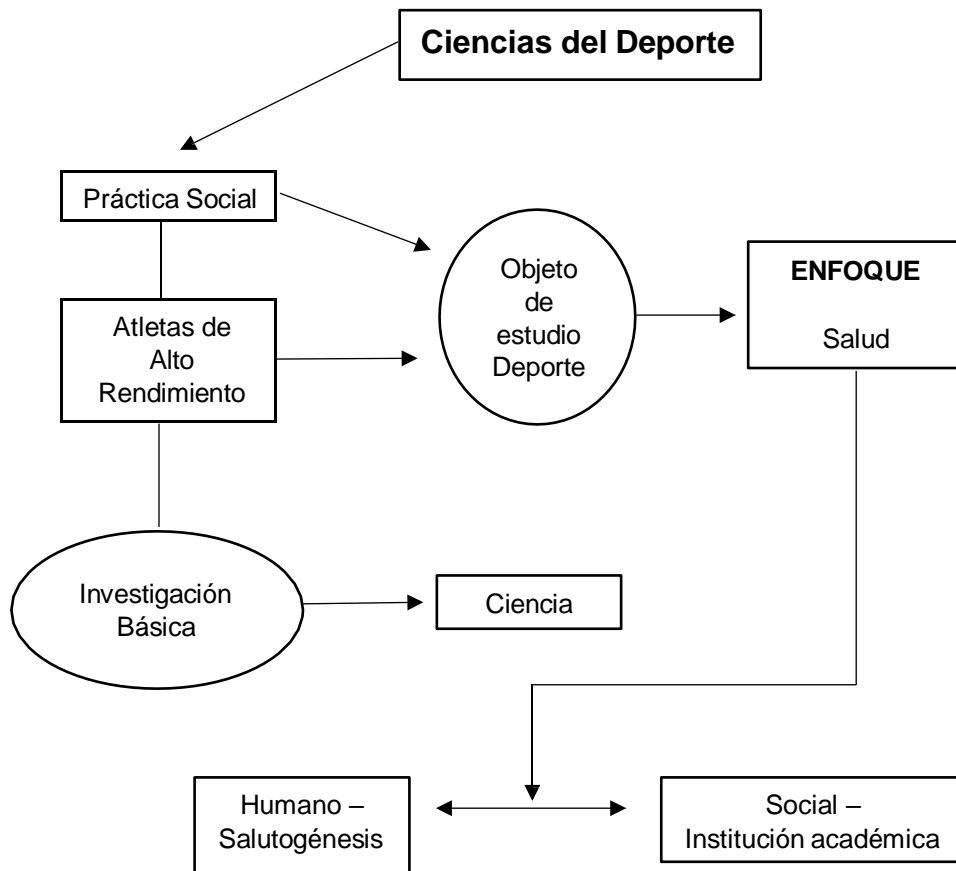 Ciencias del Deporte
Práctica Social
Atletas de
Alto
Rendimiento
Objeto
de
estudio
Deporte
ENFOQUE
Salud
Investigación
Básica
Ciencia
Humano –
Salutogénesis
Social –
Institución académica